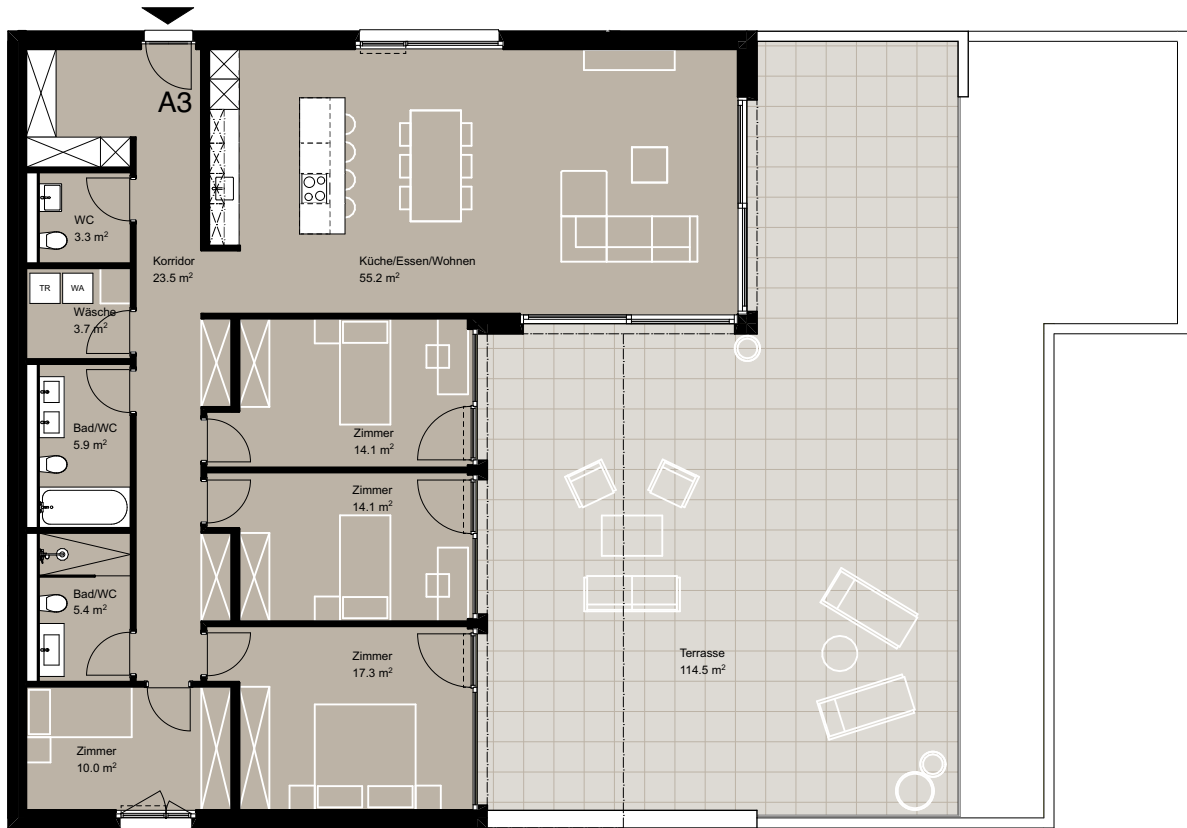 A3
WC
3.3 m²
Korridor
23.5 m²
Küche/Essen/Wohnen
55.2 m²
TR WA
Wäsche
3.7 m²
Bad/WC
5.9 m²
Zimmer
14.1 m²
Zimmer
14.1 m²
Bad/WC
5.4 m²
Zimmer
17.3 m²
Terrasse
114.5 m²
Zimmer
10.0 m²